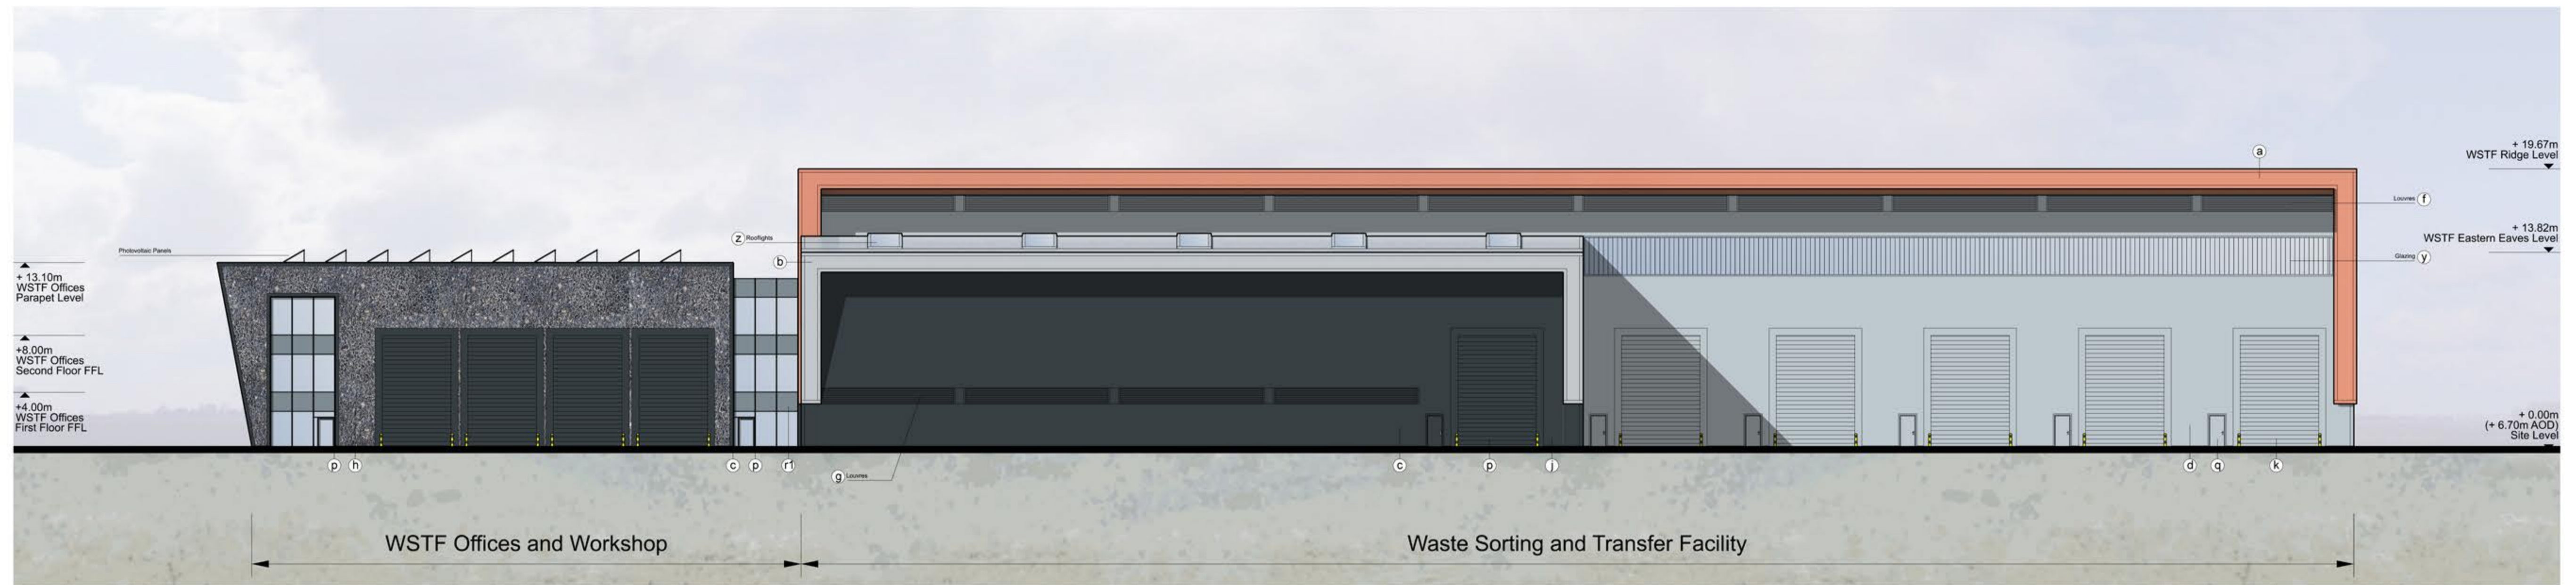 a
+ 19.67m
WSTF Ridge Level
Louvres f
+ 13.82m
WSTF Eastern Eaves Level
z Rooflights
Photovoltaic Panels
b
Glazing y
+ 13.10m
WSTF Offices
Parapet Level
+8.00m
WSTF Offices
Second Floor FFL
+4.00m
WSTF Offices
First Floor FFL
+ 0.00m
(+ 6.70m AOD)
Site Level
p h c p r1 c p j d q k
g Louvres
WSTF Offices and Workshop
Waste Sorting and Transfer Facility